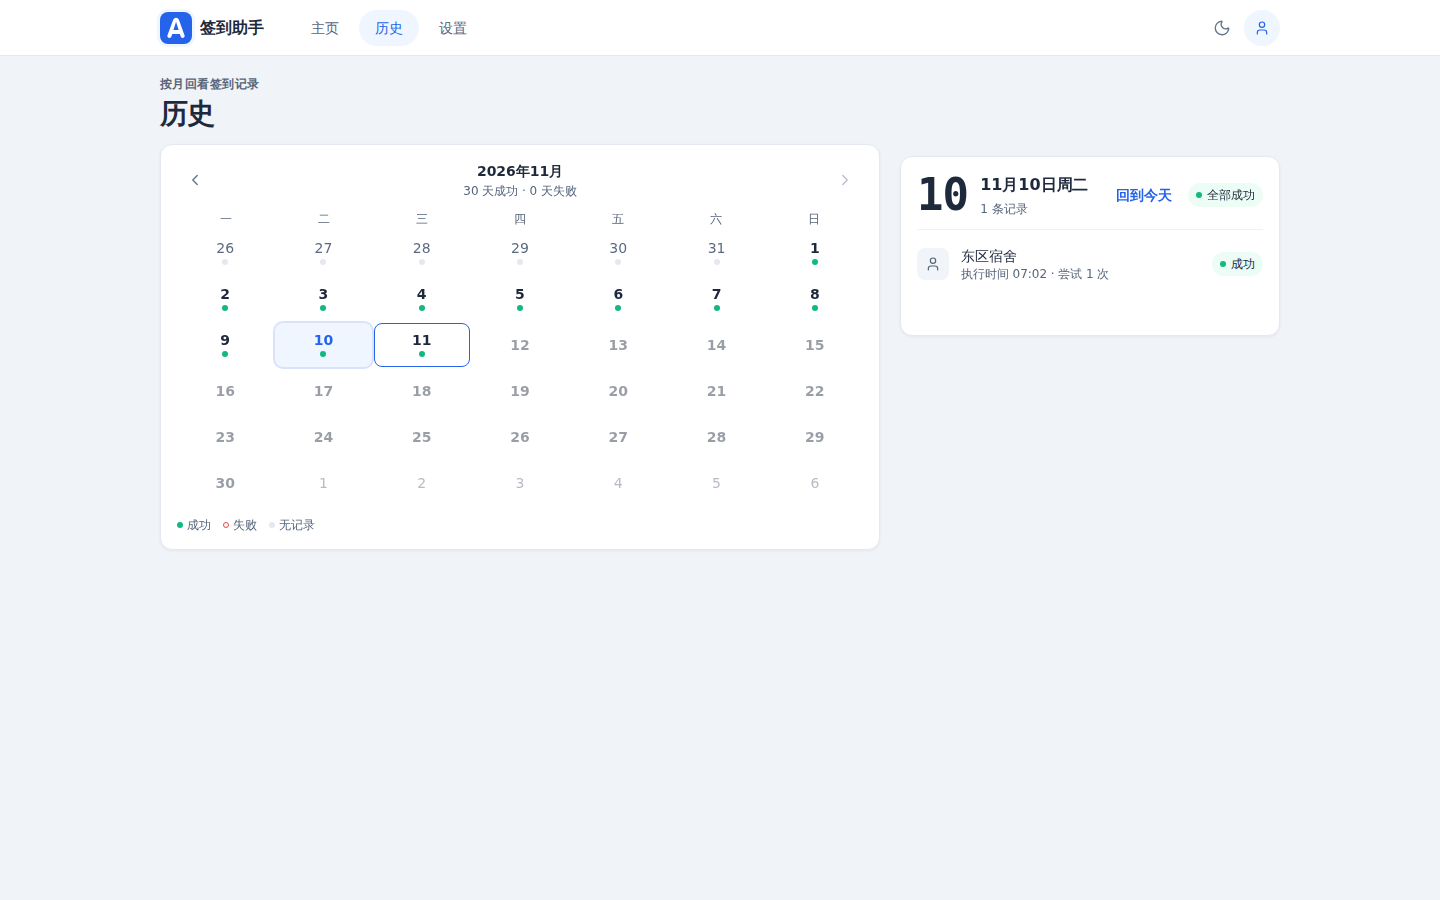 签到助手
主页
历史
设置
按月回看签到记录
历史
2026年11月
30 天成功 · 0 天失败
一 二 三 四 五 六 日
26 27 28 29 30 31 1
2 3 4 5 6 7 8
9 10 11 12 13 14 15
16 17 18 19 20 21 22
23 24 25 26 27 28 29
30 1 2 3 4 5 6
成功 失败 无记录
10
11月10日周二
1 条记录
回到今天
全部成功
东区宿舍
执行时间 07:02 · 尝试 1 次
成功